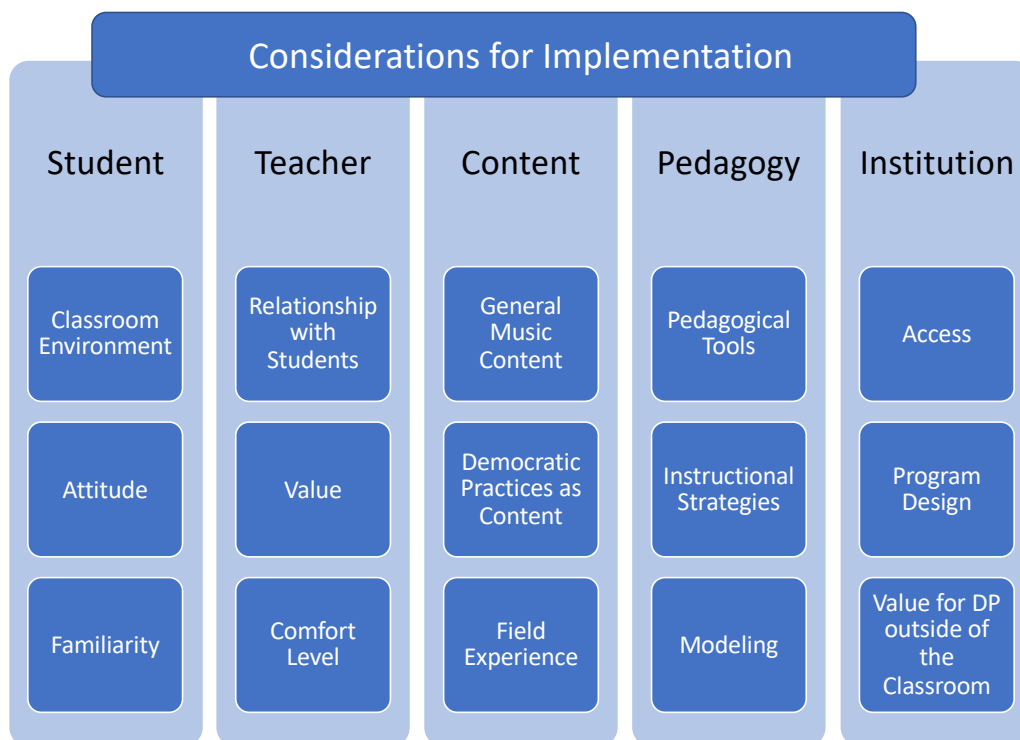 Considerations for Implementation
Student
Classroom
Environment
Attitude
Familiarity
Teacher
Relationship
with
Students
Value
Comfort
Level
Content
General
Music
Content
Democratic
Practices as
Content
Field
Experience
Pedagogy
Pedagogical
Tools
Instructional
Strategies
Modeling
Institution
Access
Program
Design
Value for DP
outside of
the
Classroom